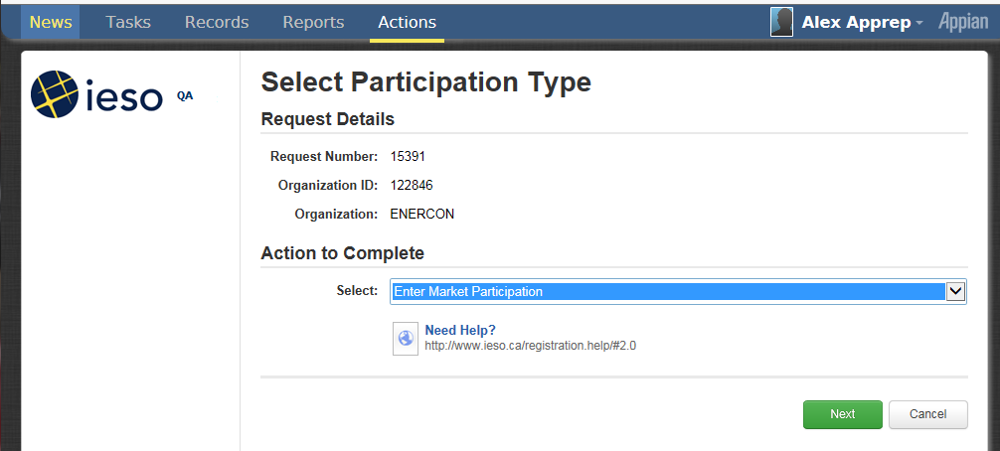 News Tasks Records Reports Actions Alex Apprep Appian
ieso QA
Select Participation Type
Request Details
Request Number: 15391
Organization ID: 122846
Organization: ENERCON
Action to Complete
Select: Enter Market Participation
Need Help?
http://www.ieso.ca/registration.help/#2.0
Next Cancel